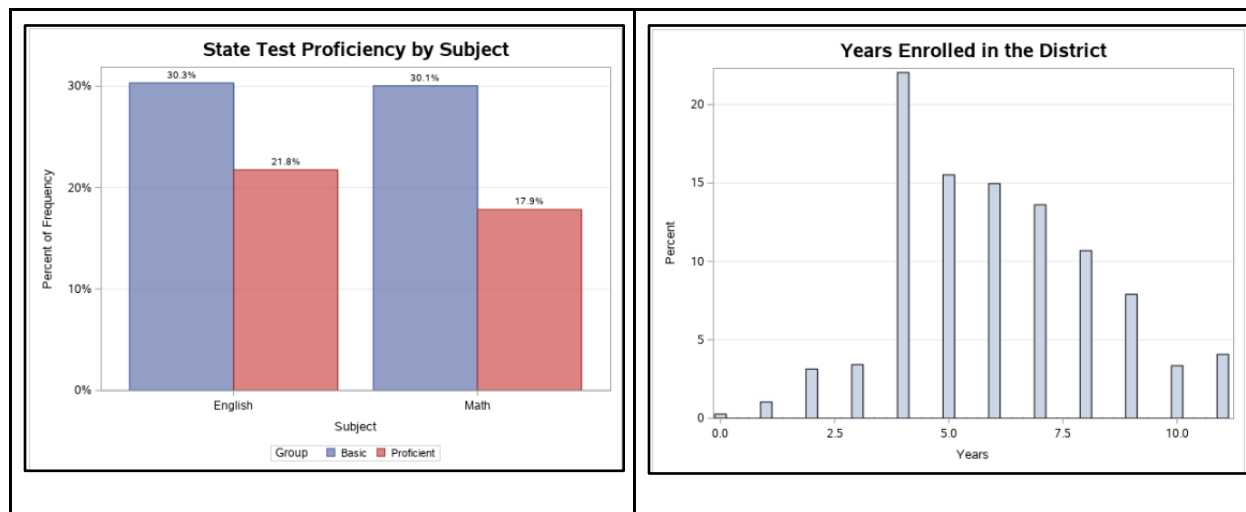 State Test Proficiency by Subject
30.3%
30.1%
30%
21.8%
20%
17.9%
10%
0%
Percent of Frequency
English
Math
Subject
Group Basic Proficient
Years Enrolled in the District
20
15
10
5
0
Percent
0.0 2.5 5.0 7.5 10.0
Years